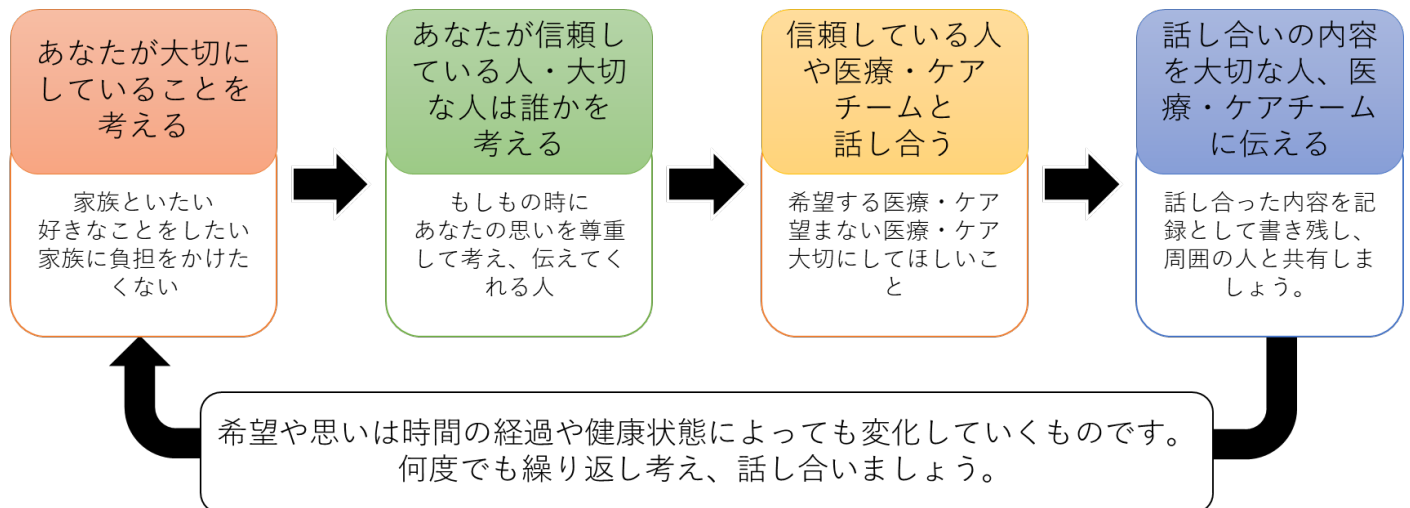 あなたが大切に
していることを
考える
家族といたい
好きなことをしたい
家族に負担をかけた
くない
あなたが信頼し
ている人・大切
な人は誰かを
考える
もしもの時に
あなたの思いを尊重
して考え、伝えてく
れる人
信頼している人
や医療・ケア
チームと
話し合う
希望する医療・ケア
望まない医療・ケア
大切にしてほしいこ
と
話し合いの内容
を大切な人、医
療・ケアチーム
に伝える
話し合った内容を記
録として書き残し、
周囲の人と共有しま
しょう。
希望や思いは時間の経過や健康状態によっても変化していくものです。
何度でも繰り返し考え、話し合いましょう。